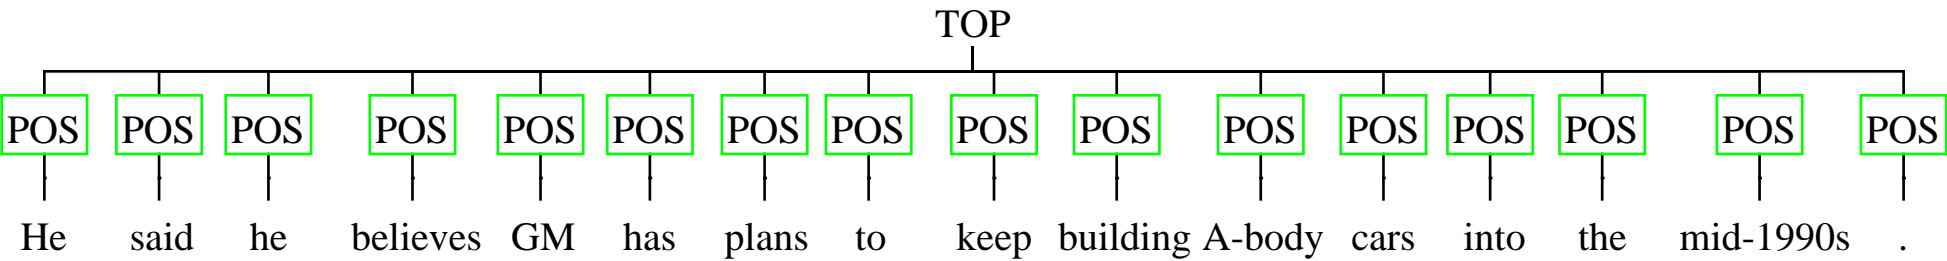 TOP
POS POS POS POS POS POS POS POS POS POS POS POS POS POS POS POS
He said he believes GM has plans to keep building A-body cars into the mid-1990s .